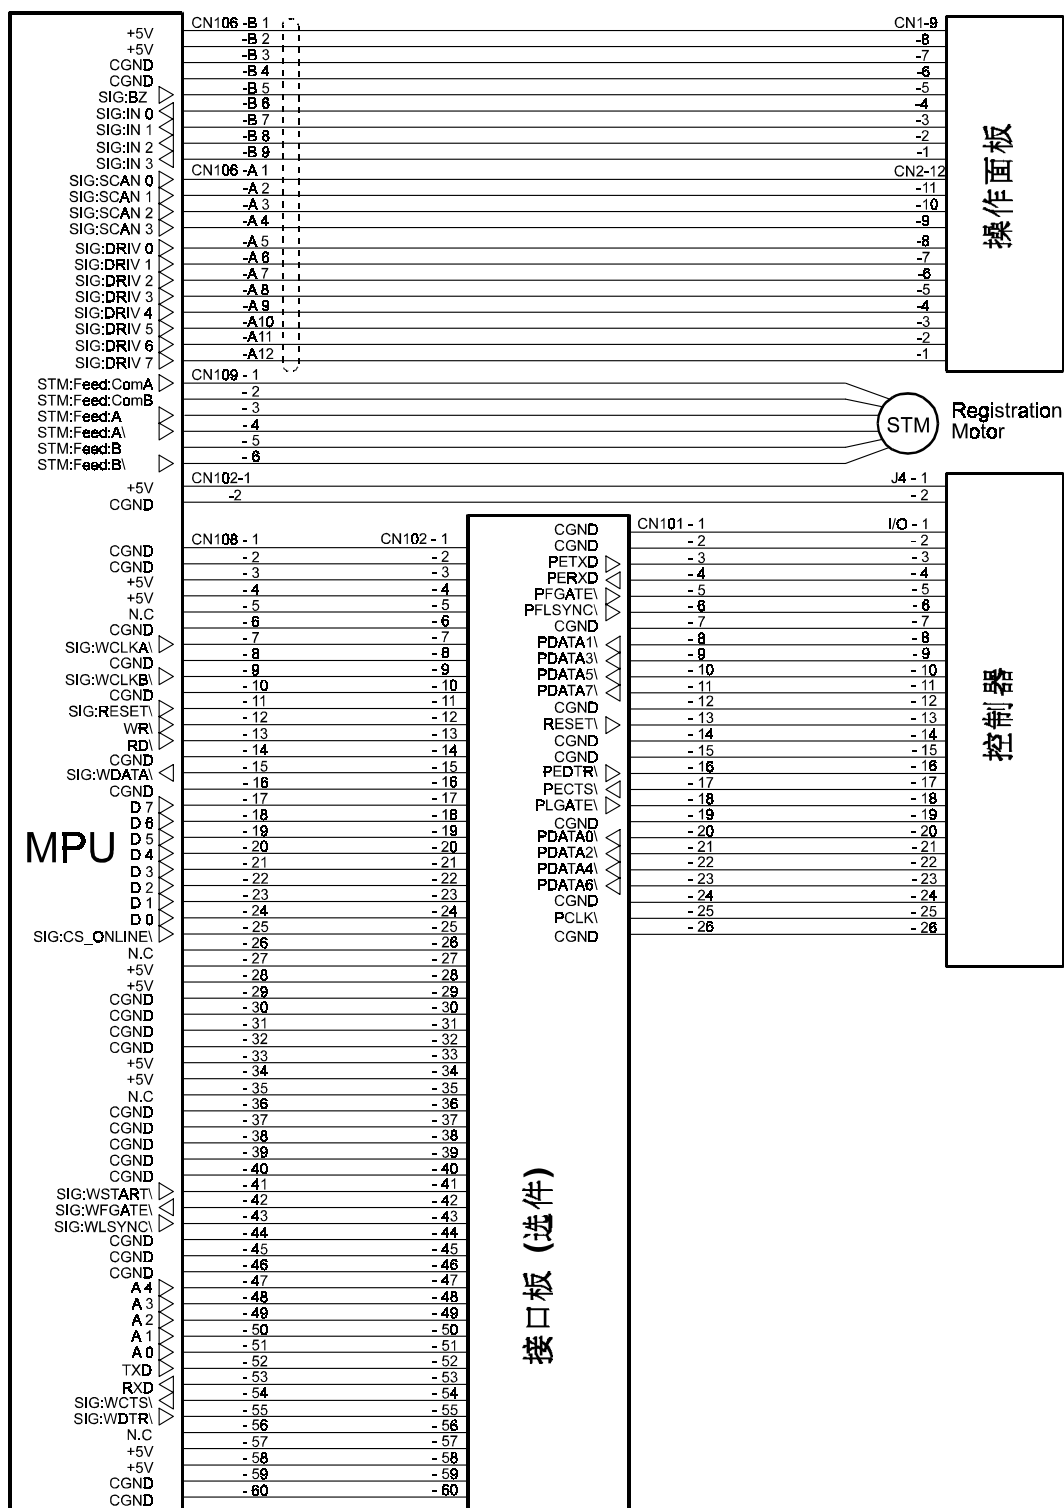 CN106 -B 1 CN1-9
+5V -B 2 -8
+5V -B 3 -7
CGND -B 4 -6
CGND -B 5 -5
SIG:BZ -B 6 -4
SIG:IN 0 -B 7 -3
SIG:IN 1 -B 8 -2
SIG:IN 2 -B 9 -1
SIG:IN 3 CN106 -A 1 CN2-12
SIG:SCAN 0 -A 2 -11
SIG:SCAN 1 -A 3 -10
SIG:SCAN 2 -A 4 -9
SIG:SCAN 3 -A 5 -8
SIG:DRIV 0 -A 6 -7
SIG:DRIV 1 -A 7 -6
SIG:DRIV 2 -A 8 -5
SIG:DRIV 3 -A 9 -4
SIG:DRIV 4 -A10 -3
SIG:DRIV 5 -A11 -2
SIG:DRIV 6 -A12 -1
SIG:DRIV 7
操作面板
CN109 - 1
STM:Feed:ComA - 2
STM:Feed:ComB - 3
STM:Feed:A - 4
STM:Feed:A\ - 5
STM:Feed:B - 6
STM:Feed:B\
STM
Registration
Motor
CN102-1 J4 - 1
+5V -2 - 2
CGND
CN108 - 1 CN102 - 1
CGND - 2 - 2
CGND - 3 - 3
+5V - 4 - 4
+5V - 5 - 5
N.C - 6 - 6
CGND - 7 - 7
SIG:WCLKA\ - 8 - 8
CGND - 9 - 9
SIG:WCLKB\ - 10 - 10
CGND - 11 - 11
SIG:RESET\ - 12 - 12
WR\ - 13 - 13
RD\ - 14 - 14
CGND - 15 - 15
SIG:WDATA\ - 16 - 16
CGND - 17 - 17
D 7 - 18 - 18
D 6 - 19 - 19
D 5 - 20 - 20
D 4 - 21 - 21
D 3 - 22 - 22
D 2 - 23 - 23
D 1 - 24 - 24
D 0 - 25 - 25
SIG:CS_ONLINE\ - 26 - 26
N.C - 27 - 27
+5V - 28 - 28
+5V - 29 - 29
CGND - 30 - 30
CGND - 31 - 31
CGND - 32 - 32
CGND - 33 - 33
+5V - 34 - 34
+5V - 35 - 35
N.C - 36 - 36
CGND - 37 - 37
CGND - 38 - 38
CGND - 39 - 39
CGND - 40 - 40
CGND - 41 - 41
SIG:WSTART\ - 42 - 42
SIG:WFGATE\ - 43 - 43
SIG:WLSYNC\ - 44 - 44
CGND - 45 - 45
CGND - 46 - 46
CGND - 47 - 47
A 4 - 48 - 48
A 3 - 49 - 49
A 2 - 50 - 50
A 1 - 51 - 51
A 0 - 52 - 52
TXD - 53 - 53
RXD - 54 - 54
SIG:WCTS\ - 55 - 55
SIG:WDTR\ - 56 - 56
N.C - 57 - 57
+5V - 58 - 58
+5V - 59 - 59
CGND - 60 - 60
CGND
MPU
接口板 (选件)
CGND CN101 - 1 I/O - 1
CGND - 2 - 2
PETXD - 3 - 3
PERXD - 4 - 4
PFGATE\ - 5 - 5
PFLSYNC\ - 6 - 6
CGND - 7 - 7
PDATA1\ - 8 - 8
PDATA3\ - 9 - 9
PDATA5\ - 10 - 10
PDATA7\ - 11 - 11
CGND - 12 - 12
RESET\ - 13 - 13
CGND - 14 - 14
CGND - 15 - 15
PEDTR\ - 16 - 16
PECTS\ - 17 - 17
PLGATE\ - 18 - 18
CGND - 19 - 19
PDATA0\ - 20 - 20
PDATA2\ - 21 - 21
PDATA4\ - 22 - 22
PDATA6\ - 23 - 23
CGND - 24 - 24
PCLK\ - 25 - 25
CGND - 26 - 26
控制器